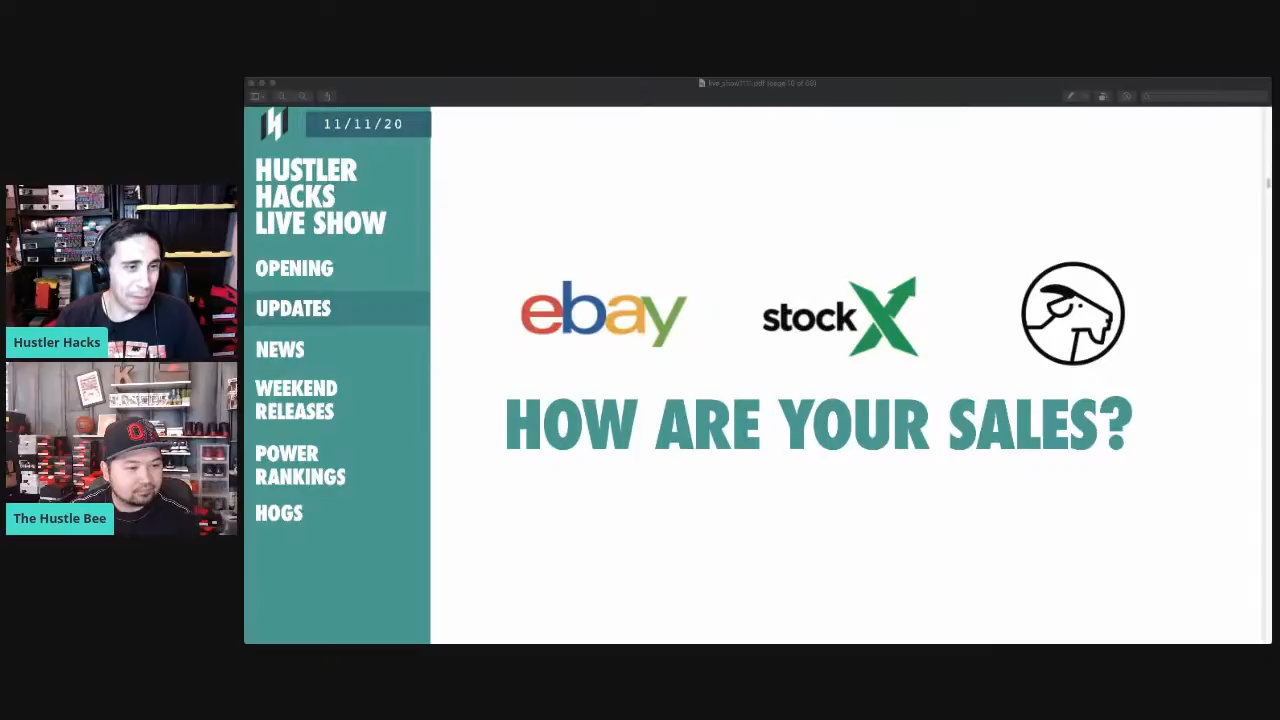 11/11/20
HUSTLER
HACKS
LIVE SHOW
OPENING
UPDATES
NEWS
WEEKEND
RELEASES
POWER
RANKINGS
HOGS
ebay
stockX
HOW ARE YOUR SALES?
Hustler Hacks
The Hustle Bee